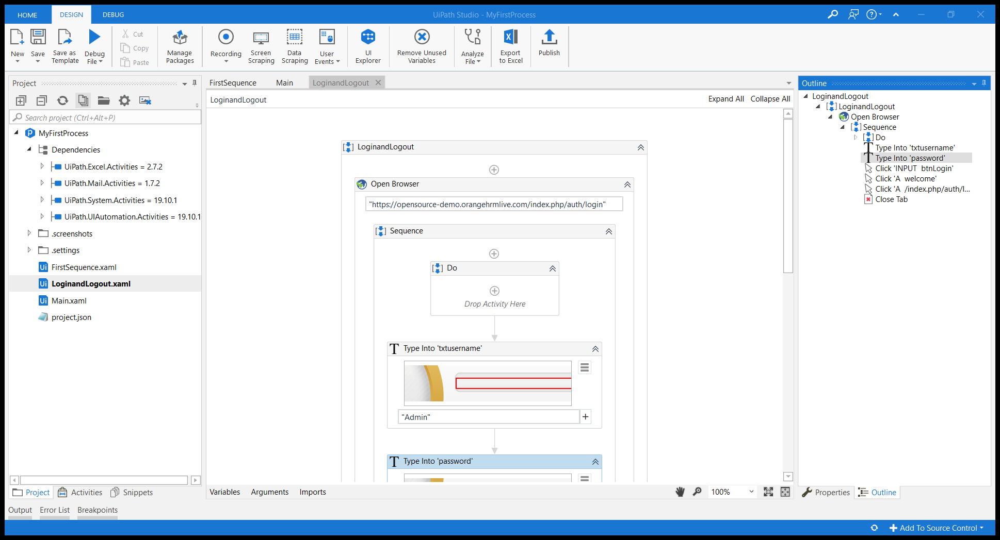 HOME
DESIGN
DEBUG
UiPath Studio - MyFirstProcess
New
Save
Save as
Template
Debug
File
Cut
Copy
Paste
Manage
Packages
Recording
Screen
Scraping
Data
Scraping
User
Events
UI
Explorer
Remove Unused
Variables
Analyze
File
Export
to Excel
Publish
Project
Search project (Ctrl+Alt+P)
MyFirstProcess
Dependencies
UiPath.Excel.Activities = 2.7.2
UiPath.Mail.Activities = 1.7.2
UiPath.System.Activities = 19.10.1
UiPath.UIAutomation.Activities = 19.10.1
.screenshots
.settings
FirstSequence.xaml
LoginandLogout.xaml
Main.xaml
project.json
Project
Activities
Snippets
FirstSequence
Main
LoginandLogout
LoginandLogout
Expand All
Collapse All
LoginandLogout
Open Browser
"https://opensource-demo.orangehrmlive.com/index.php/auth/login"
Sequence
Do
Drop Activity Here
Type Into 'txtusername'
"Admin"
Type Into 'password'
Variables
Arguments
Imports
100%
Outline
LoginandLogout
LoginandLogout
Open Browser
Sequence
Do
Type Into 'txtusername'
Type Into 'password'
Click 'INPUT btnLogin'
Click 'A welcome'
Click 'A /index.php/auth/l...
Close Tab
Properties
Outline
Output
Error List
Breakpoints
Add To Source Control